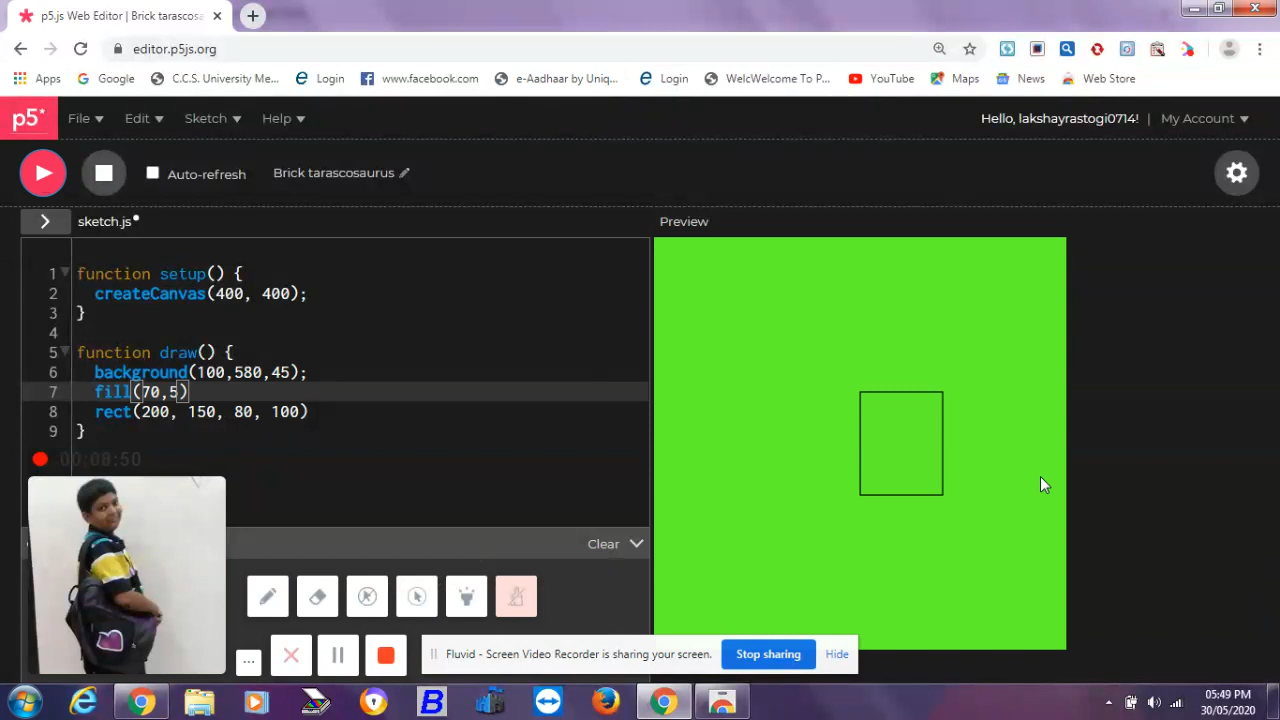 p5.js Web Editor | Brick tarascosa
editor.p5js.org
Apps Google C.C.S. University Me... Login www.facebook.com e-Aadhaar by Uniq... Login WelcWelcome To P... YouTube Maps News Web Store
p5* File Edit Sketch Help Hello, lakshayrastogi0714! | My Account
Auto-refresh Brick tarascosaurus
sketch.js Preview
1 function setup() {
2 createCanvas(400, 400);
3 }
4
5 function draw() {
6 background(100,580,45);
7 fill(70,5)
8 rect(200, 150, 80, 100)
9 }
00:08:50
Clear
Fluvid - Screen Video Recorder is sharing your screen. Stop sharing Hide
B
05:49 PM
30/05/2020